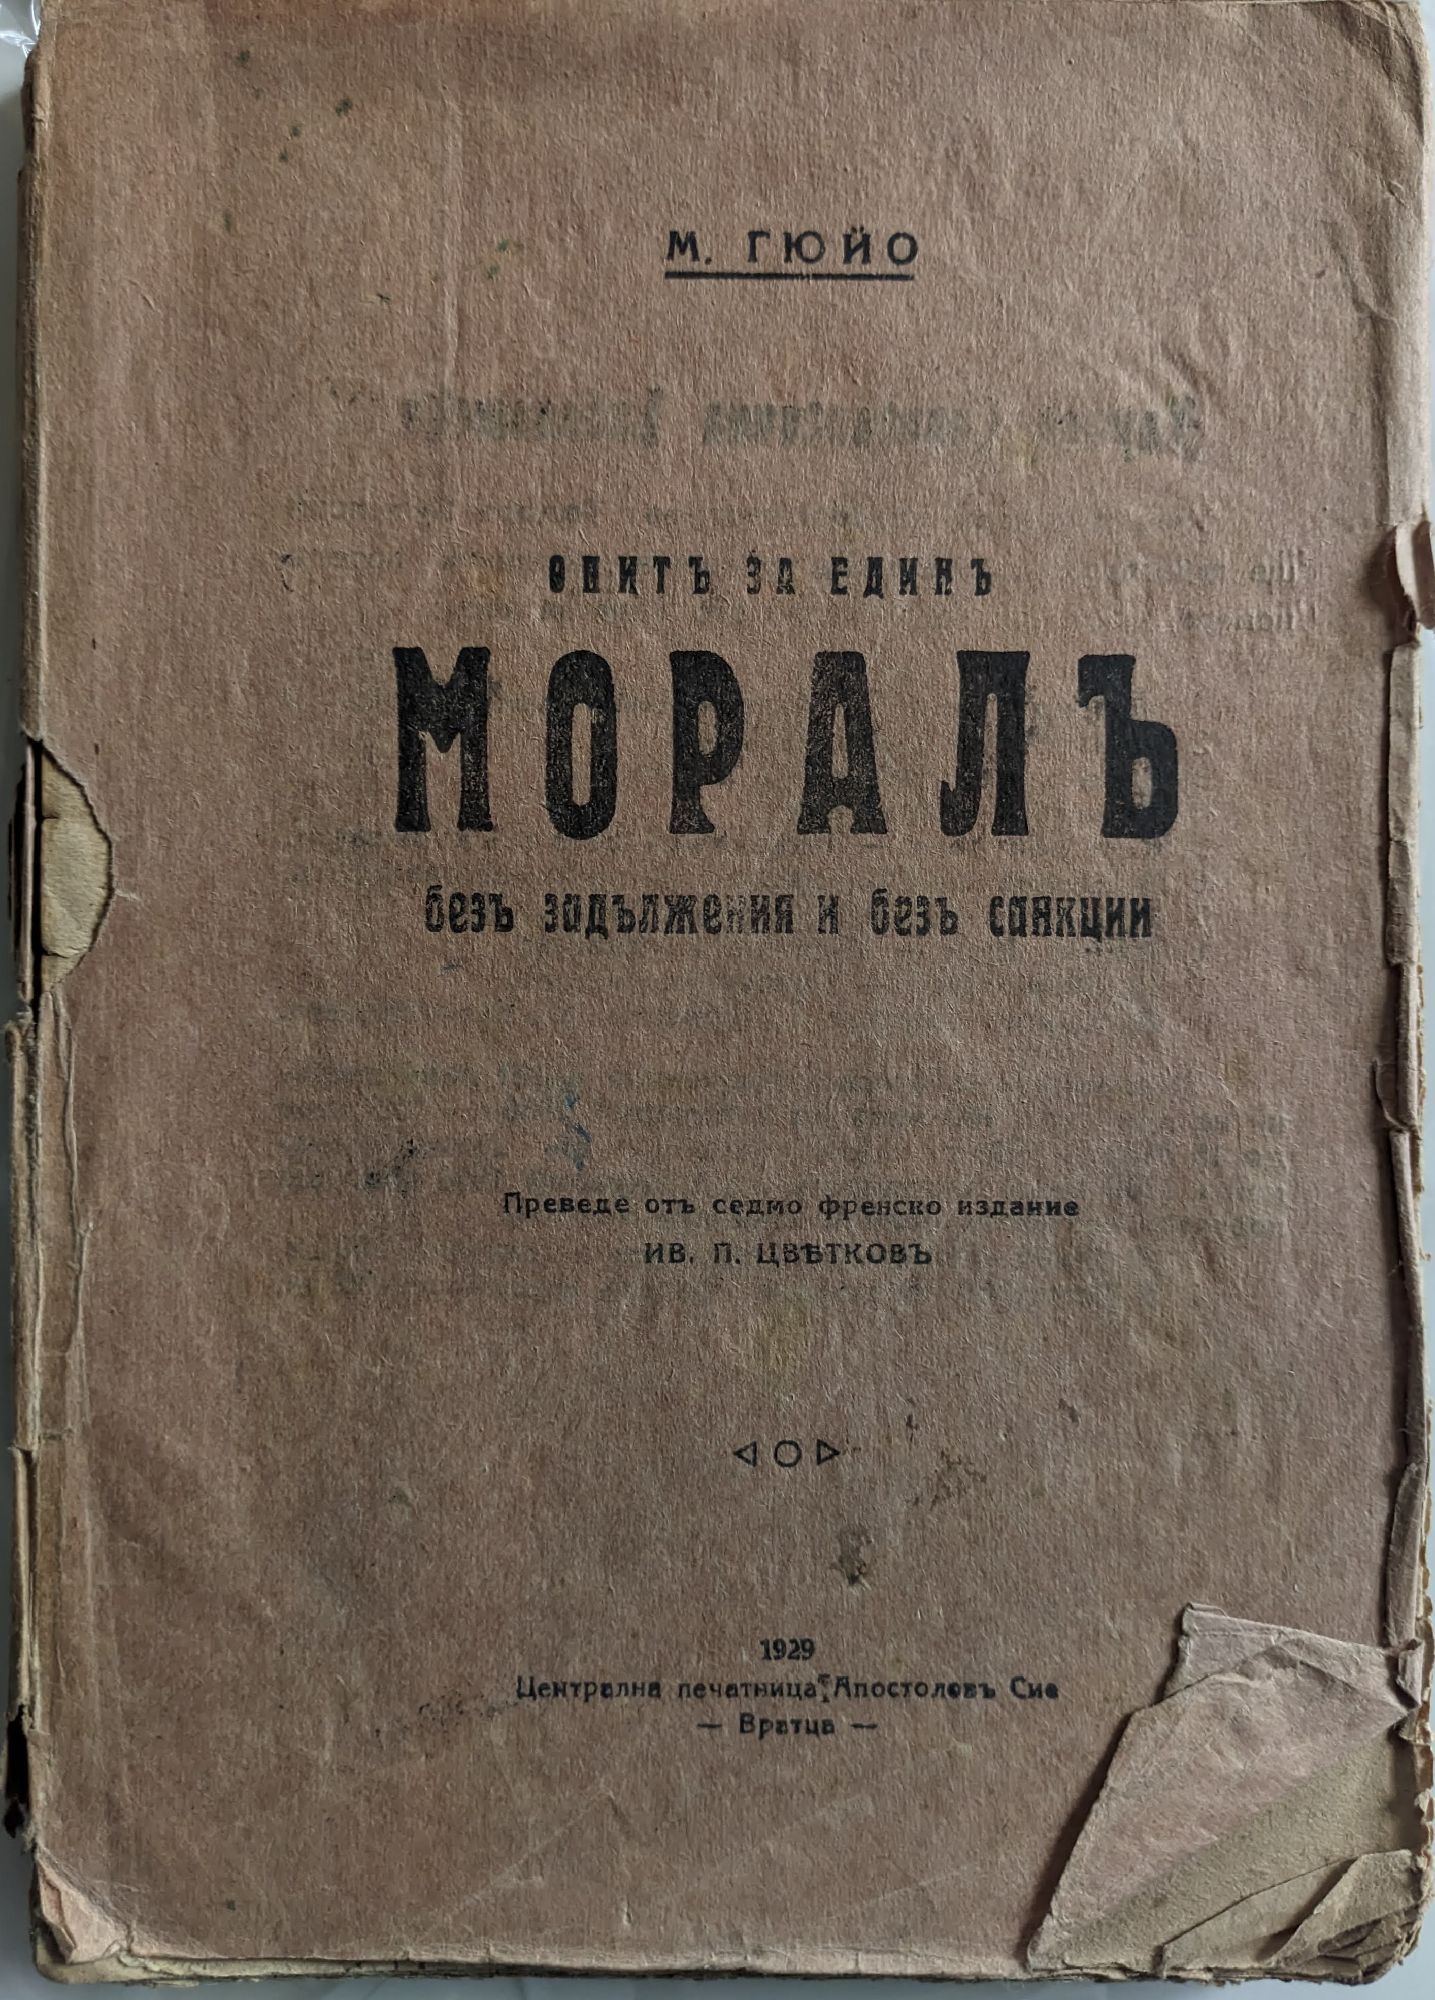 М. ГЮЙО
ОПИТЪ ЗА ЕДИНЪ
МОРАЛЪ
безъ задължения и безъ санкции
Преведе отъ седмо френско издание
ИВ. П. ЦВѢТКОВЪ
1929
Централна печатница Апостоловъ Сие
— Вратца —